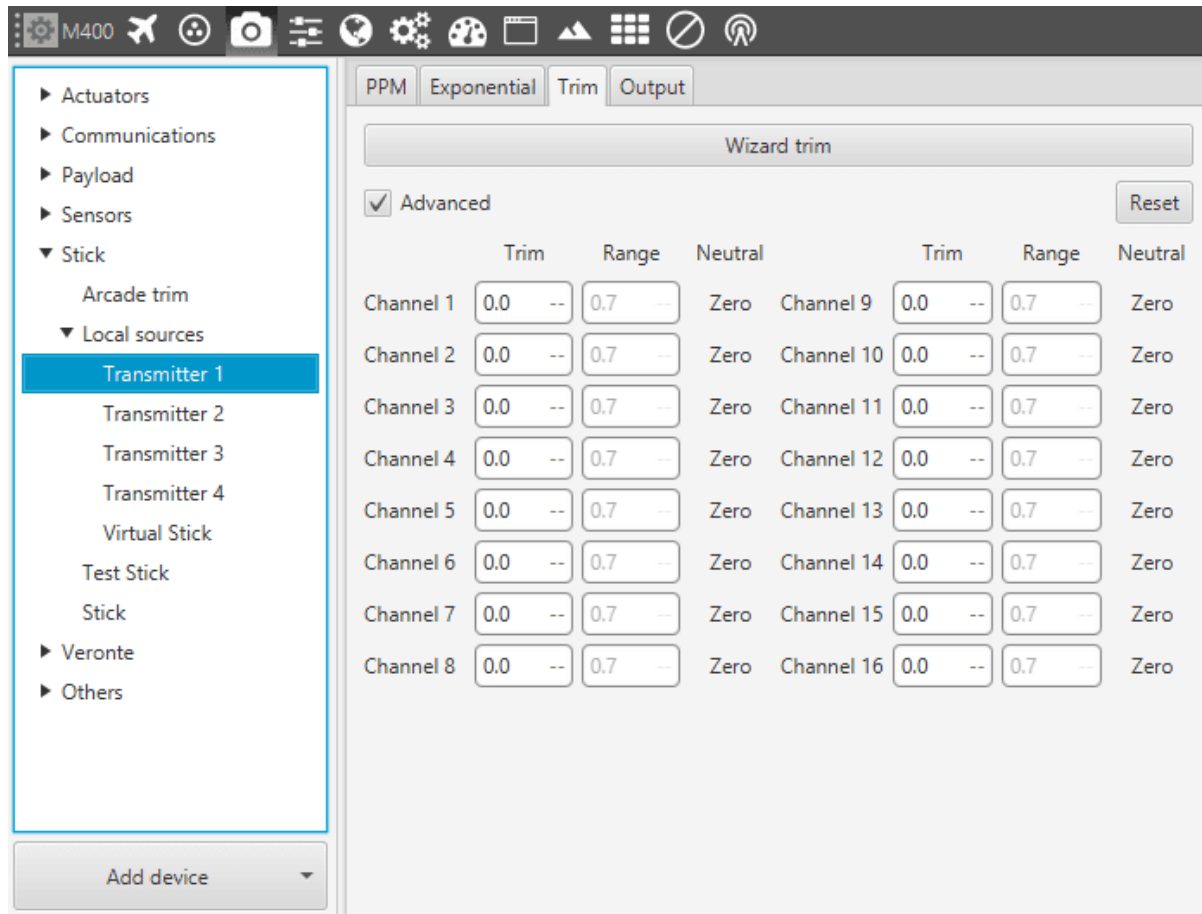 M400
Actuators
Communications
Payload
Sensors
Stick
Arcade trim
Local sources
Transmitter 1
Transmitter 2
Transmitter 3
Transmitter 4
Virtual Stick
Test Stick
Stick
Veronte
Others
Add device
PPM Exponential Trim Output
Wizard trim
Advanced Reset
Trim Range Neutral Trim Range Neutral
Channel 1 0.0 -- 0.7 -- Zero Channel 9 0.0 -- 0.7 -- Zero
Channel 2 0.0 -- 0.7 -- Zero Channel 10 0.0 -- 0.7 -- Zero
Channel 3 0.0 -- 0.7 -- Zero Channel 11 0.0 -- 0.7 -- Zero
Channel 4 0.0 -- 0.7 -- Zero Channel 12 0.0 -- 0.7 -- Zero
Channel 5 0.0 -- 0.7 -- Zero Channel 13 0.0 -- 0.7 -- Zero
Channel 6 0.0 -- 0.7 -- Zero Channel 14 0.0 -- 0.7 -- Zero
Channel 7 0.0 -- 0.7 -- Zero Channel 15 0.0 -- 0.7 -- Zero
Channel 8 0.0 -- 0.7 -- Zero Channel 16 0.0 -- 0.7 -- Zero